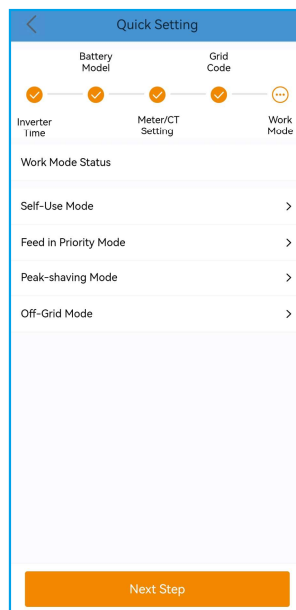 Quick Setting
Battery
Model
Grid
Code
Inverter
Time
Meter/CT
Setting
Work
Mode
Work Mode Status
Self-Use Mode
Feed in Priority Mode
Peak-shaving Mode
Off-Grid Mode
Next Step